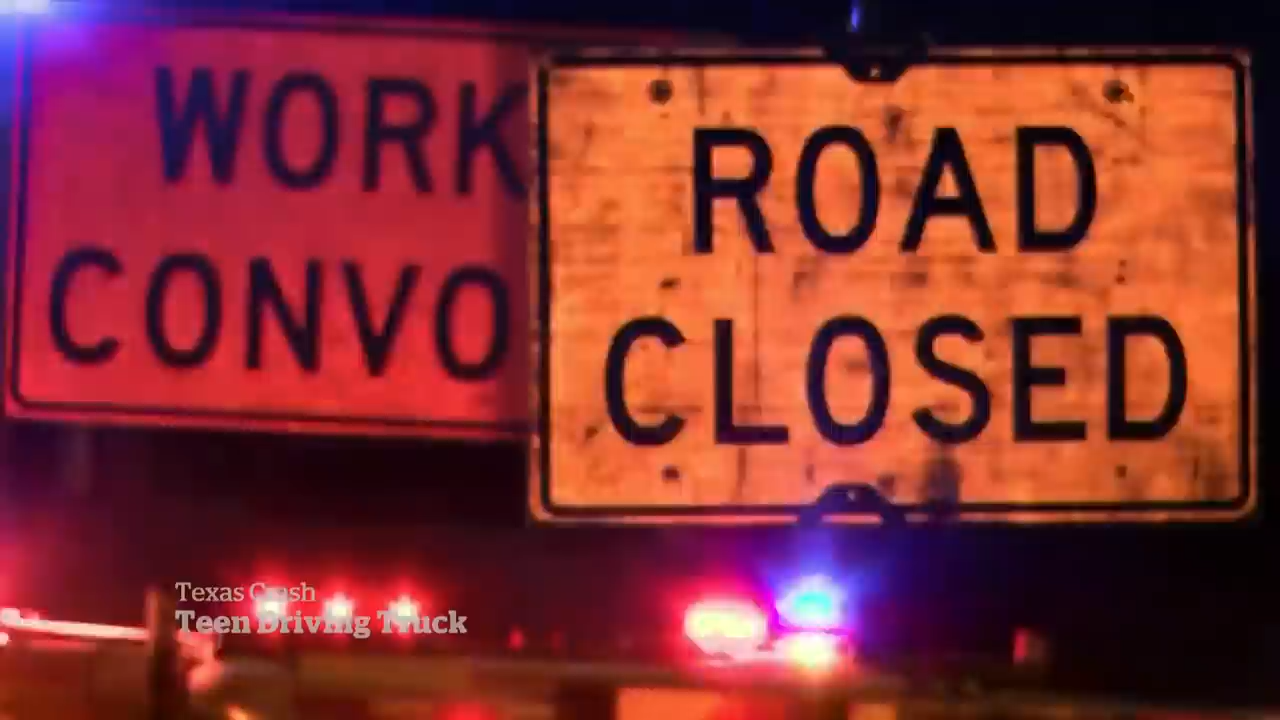 WORK
CONVO
ROAD
CLOSED
Texas Crash
Teen Driving Truck